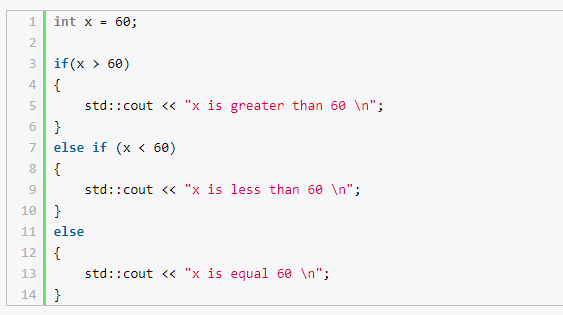 1 int x = 60;
2
3 if(x > 60)
4 {
5     std::cout << "x is greater than 60 \n";
6 }
7 else if (x < 60)
8 {
9     std::cout << "x is less than 60 \n";
10 }
11 else
12 {
13     std::cout << "x is equal 60 \n";
14 }